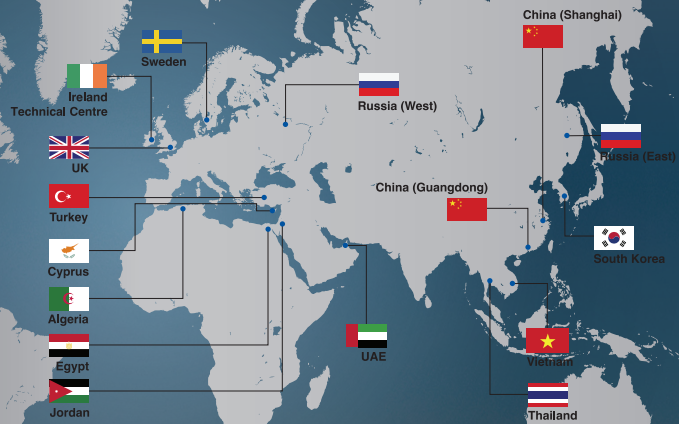 China (Shanghai)
Sweden
Ireland
Technical Centre
Russia (West)
Russia (East)
UK
China (Guangdong)
Turkey
South Korea
Cyprus
Algeria
UAE
Egypt
Vietnam
Jordan
Thailand